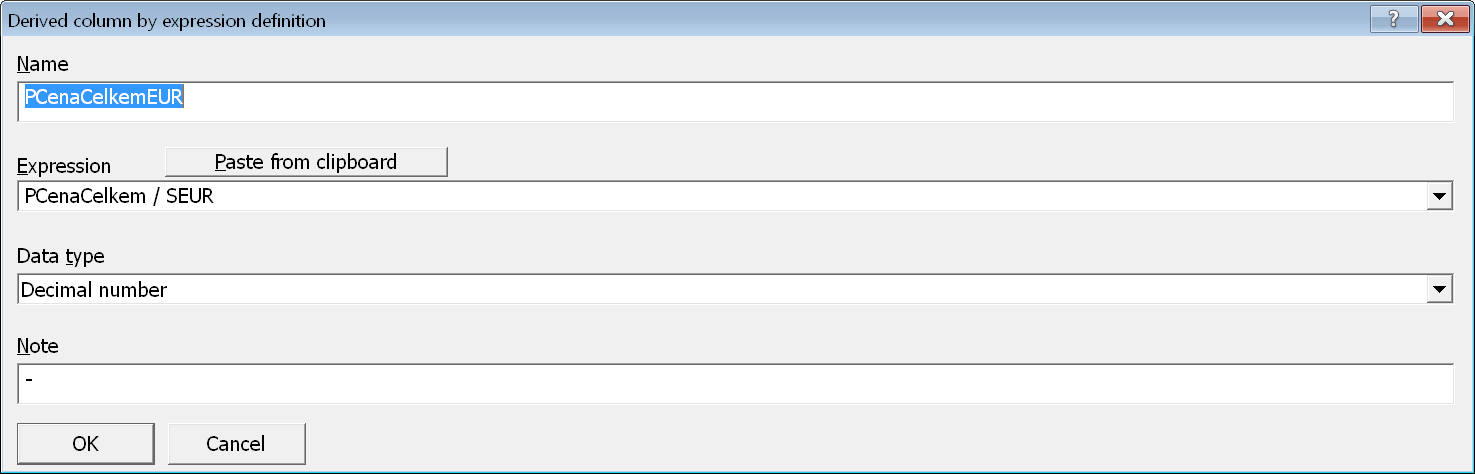 Derived column by expression definition
Name
PCenaCelkemEUR
Expression
Paste from clipboard
PCenaCelkem / SEUR
Data type
Decimal number
Note
-
OK
Cancel